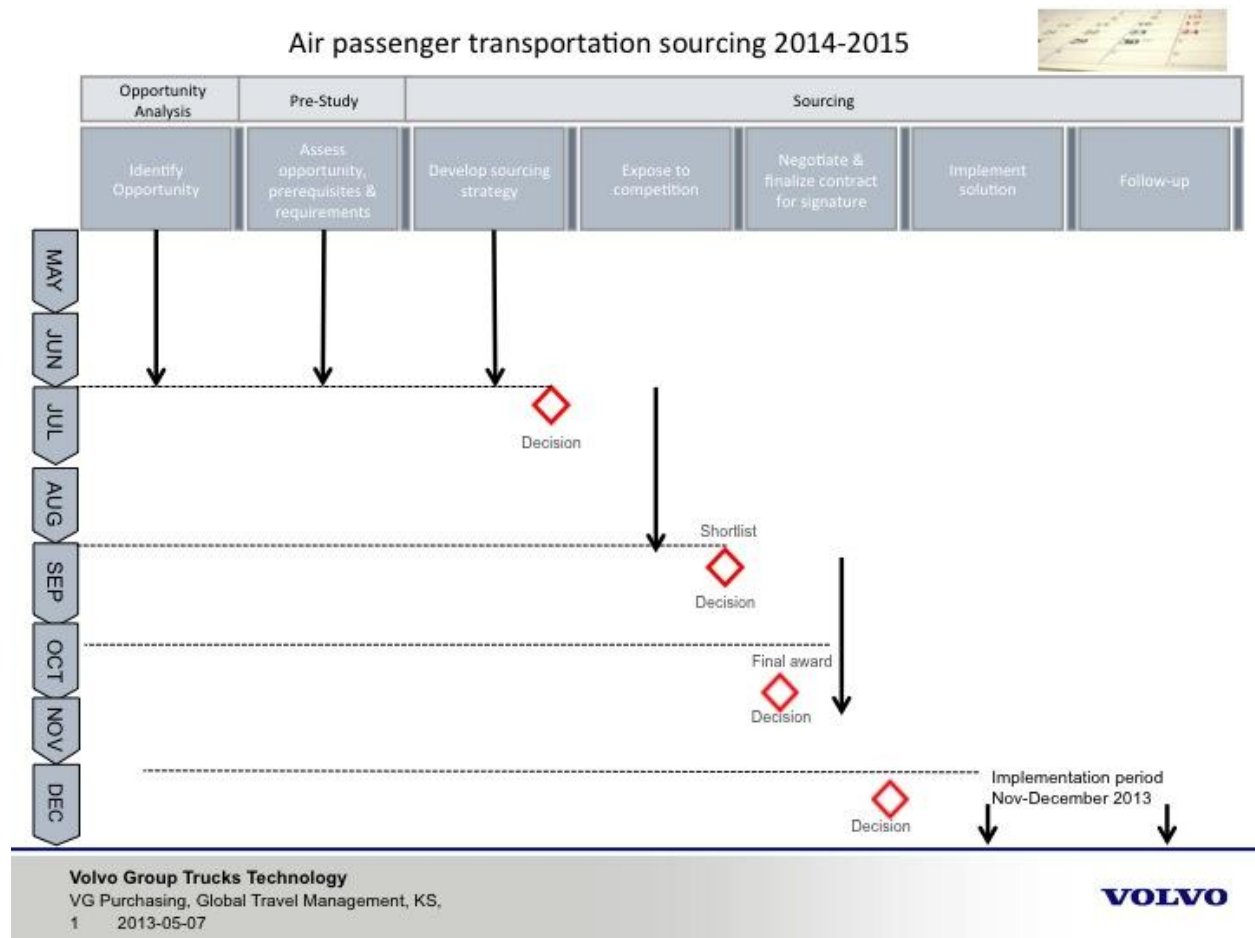 Air passenger transportation sourcing 2014-2015
Opportunity
Analysis
Pre-Study
Sourcing
Identify
Opportunity
Assess
opportunity,
prerequisites &
requirements
Develop sourcing
strategy
Expose to
competition
Negotiate &
finalize contract
for signature
Implement
solution
Follow-up
MAY
JUN
JUL
Decision
AUG
Shortlist
SEP
Decision
OCT
Final award
Decision
NOV
DEC
Implementation period
Nov-December 2013
Decision
Volvo Group Trucks Technology
VG Purchasing, Global Travel Management, KS,
1 2013-05-07
VOLVO